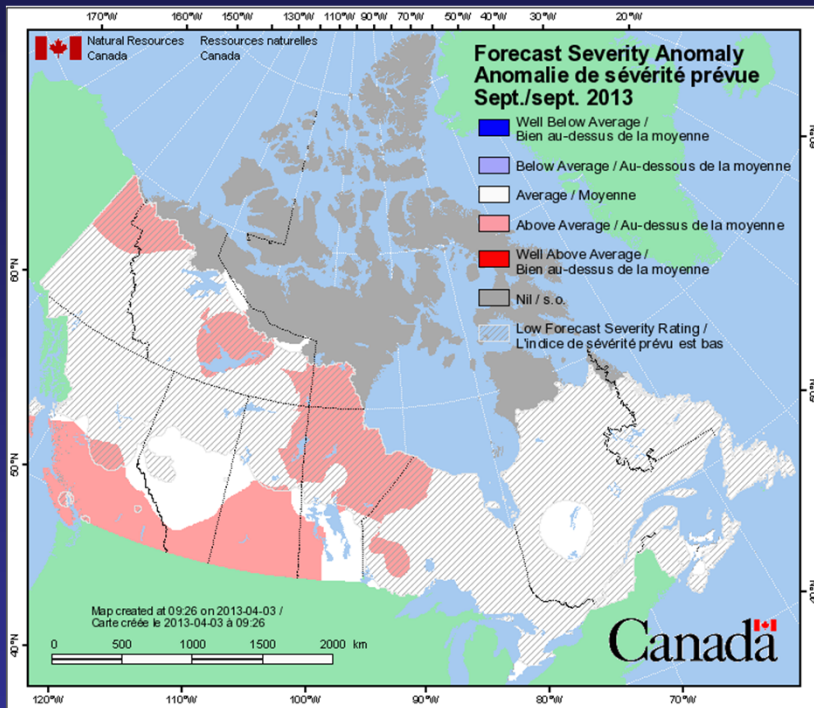 170°W 160°W 150°W 140°W 130°W 120°W 110°W 100°W 90°W 80°W 70°W 60°W 50°W 40°W 30°W 20°W
Natural Resources Canada
Ressources naturelles Canada
Forecast Severity Anomaly
Anomalie de sévérité prévue
Sept./sept. 2013
Well Below Average /
Bien au-dessus de la moyenne
Below Average / Au-dessous de la moyenne
Average / Moyenne
Above Average / Au-dessus de la moyenne
Well Above Average /
Bien au-dessus de la moyenne
Nil / s.o.
Low Forecast Severity Rating /
L'indice de sévérité prévu est bas
60°N
50°N
40°N
Map created at 09:26 on 2013-04-03 /
Carte créée le 2013-04-03 à 09:26
0 500 1000 1500 2000 km
Canada
120°W 110°W 100°W 90°W 80°W 70°W